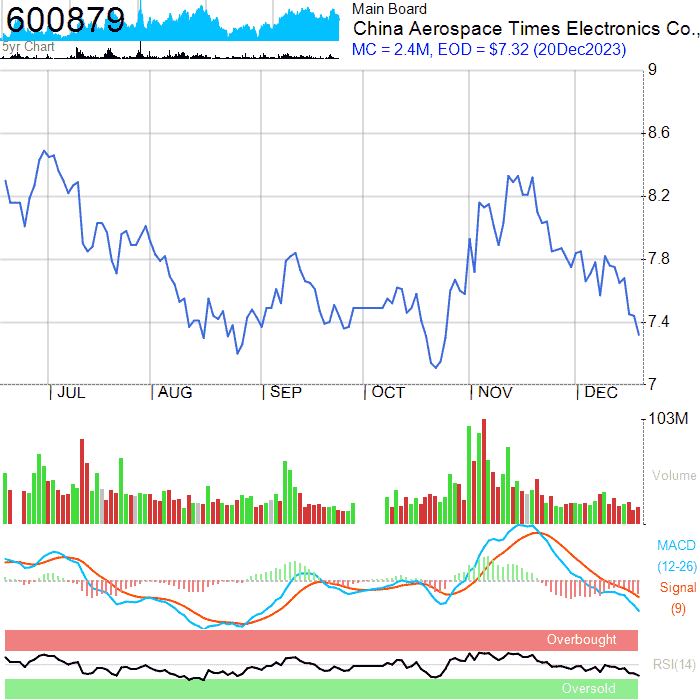 600879
5yr Chart
Main Board
China Aerospace Times Electronics Co.,
MC = 2.4M, EOD = $7.32 (20Dec2023)
9
8.6
8.2
7.8
7.4
7
JUL AUG SEP OCT NOV DEC
103M
Volume
MACD
(12-26)
Signal
(9)
Overbought
RSI(14)
Oversold